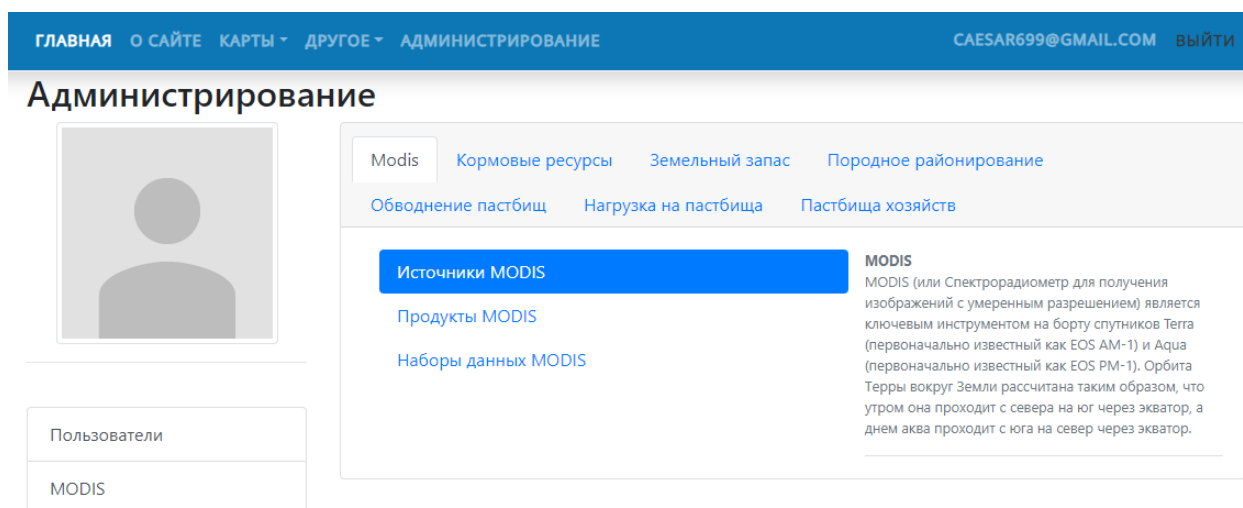 ГЛАВНАЯ О САЙТЕ КАРТЫ ДРУГОЕ АДМИНИСТРИРОВАНИЕ CAESAR699@GMAIL.COM ВЫЙТИ
Администрирование
Modis Кормовые ресурсы Земельный запас Породное районирование
Обводнение пастбищ Нагрузка на пастбища Пастбища хозяйств
Источники MODIS
Продукты MODIS
Наборы данных MODIS
MODIS
MODIS (или Спектрорадиометр для получения
изображений с умеренным разрешением) является
ключевым инструментом на борту спутников Terra
(первоначально известный как EOS AM-1) и Aqua
(первоначально известный как EOS PM-1). Орбита
Терры вокруг Земли рассчитана таким образом, что
утром она проходит с севера на юг через экватор, а
днем аква проходит с юга на север через экватор.
Пользователи
MODIS